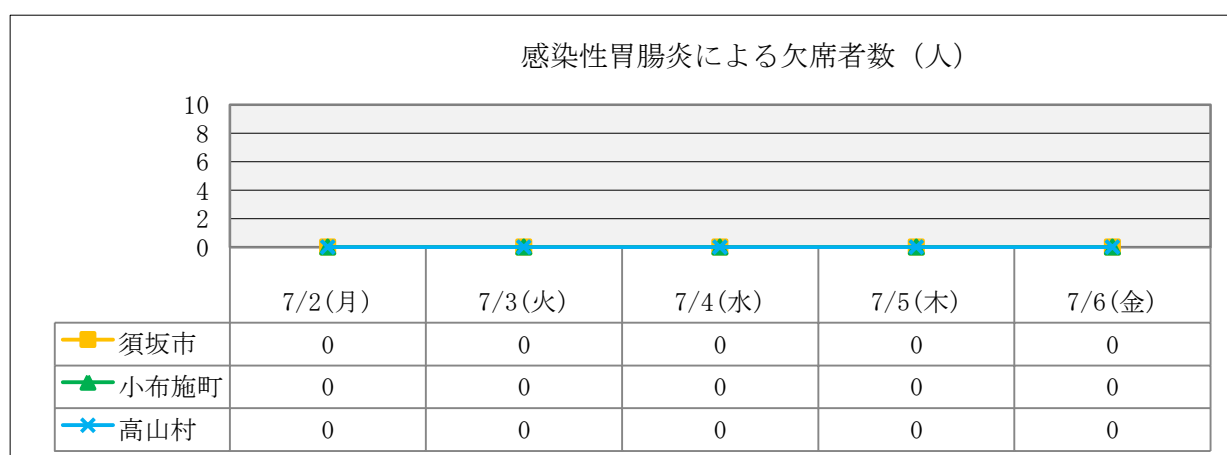 感染性胃腸炎による欠席者数（人）
10
8
6
4
2
0
7/2(月) 7/3(火) 7/4(水) 7/5(木) 7/6(金)
須坂市 0 0 0 0 0
小布施町 0 0 0 0 0
高山村 0 0 0 0 0